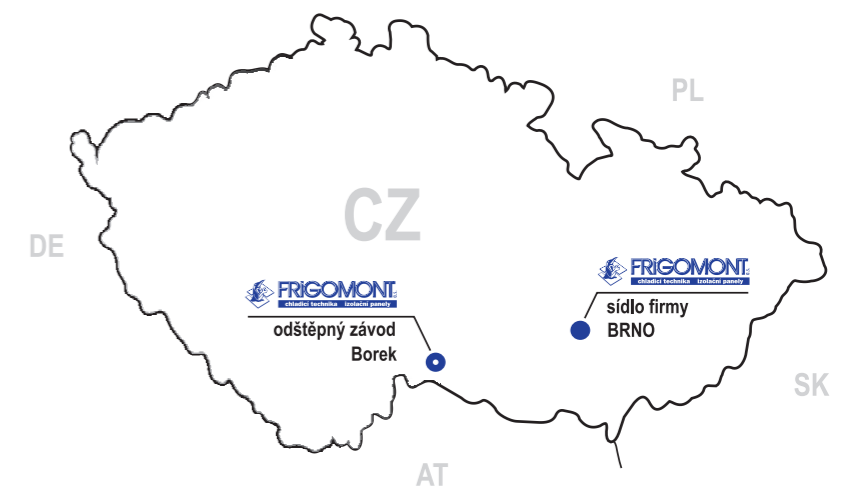 PL
CZ
DE
FRIGOMONT
chladicí technika izolační panely
odštěpný závod
Borek
FRIGOMONT
chladicí technika izolační panely
sídlo firmy
BRNO
SK
AT